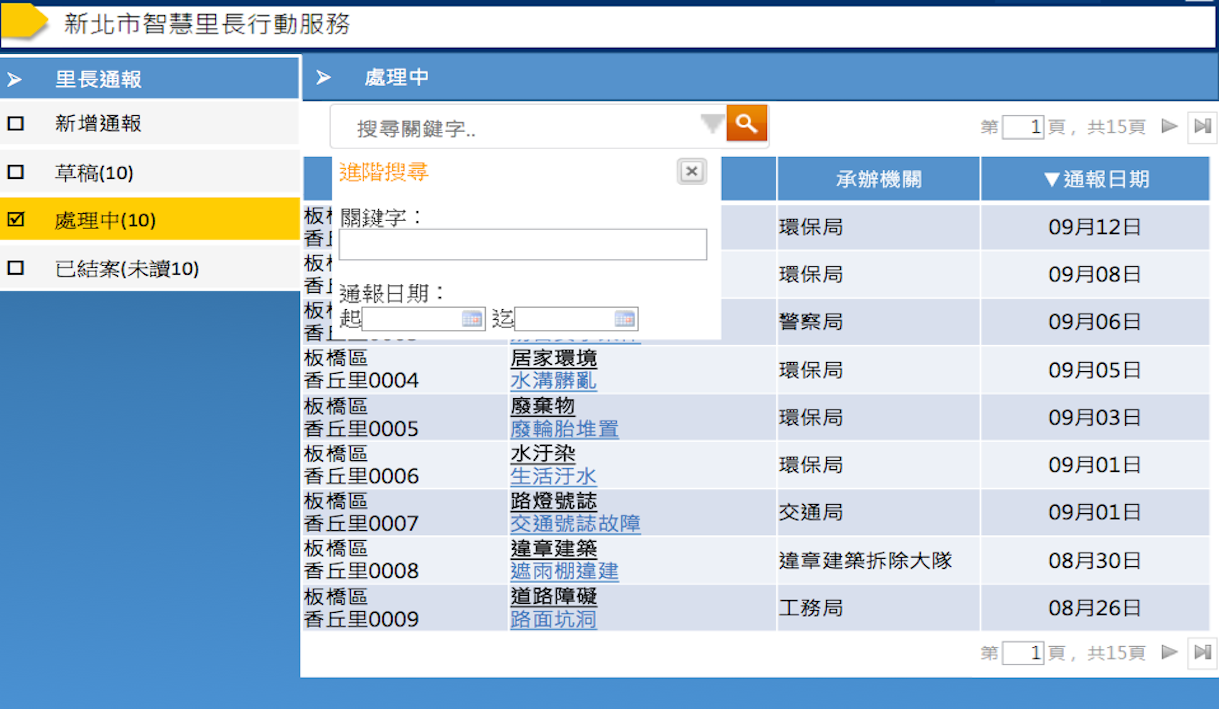 新北市智慧里長行動服務
里長通報
新增通報
草稿(10)
處理中(10)
已結案(未讀10)
處理中
搜尋關鍵字..
第 1 頁, 共15頁
進階搜尋
關鍵字：
通報日期：
起 迄
承辦機關 ▼通報日期
板
環保局 09月12日
板
環保局 09月08日
板
警察局 09月06日
板橋區 居家環境
香丘里0004 水溝髒亂
環保局 09月05日
板橋區 廢棄物
香丘里0005 廢輪胎堆置
環保局 09月03日
板橋區 水汙染
香丘里0006 生活汙水
環保局 09月01日
板橋區 路燈號誌
香丘里0007 交通號誌故障
交通局 09月01日
板橋區 違章建築
香丘里0008 遮雨棚違建
違章建築拆除大隊 08月30日
板橋區 道路障礙
香丘里0009 路面坑洞
工務局 08月26日
第 1 頁, 共15頁